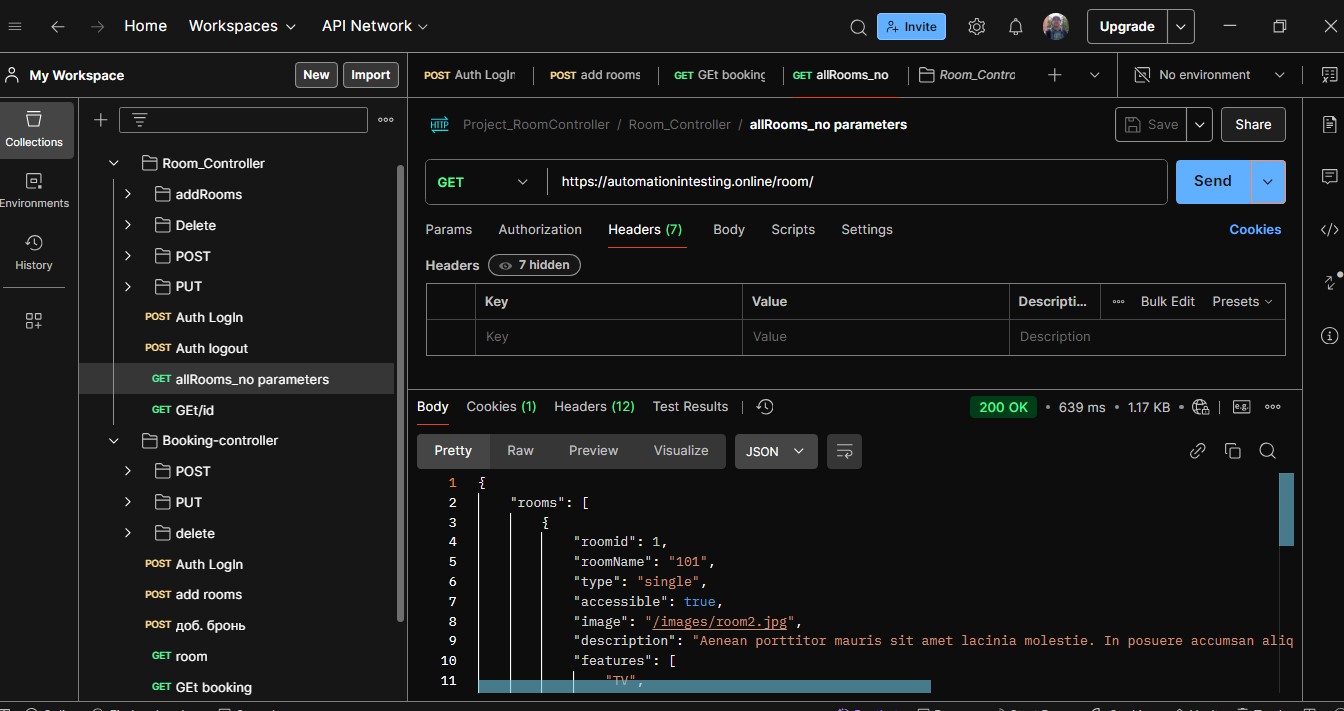 Home Workspaces API Network Invite Upgrade
My Workspace New Import
POST Auth LogIn POST add rooms GET GEt booking GET allRooms_no Room_Contro No environment
Collections
Environments
History
Room_Controller
addRooms
Delete
POST
PUT
POST Auth LogIn
POST Auth logout
GET allRooms_no parameters
GET GEt/id
Booking-controller
POST
PUT
delete
POST Auth LogIn
POST add rooms
POST доб. бронь
GET room
GET GEt booking
HTTP Project_RoomController / Room_Controller / allRooms_no parameters Save Share
GET https://automationintesting.online/room/ Send
Params Authorization Headers (7) Body Scripts Settings Cookies
Headers 7 hidden
Key Value Descripti... Bulk Edit Presets
Key Value Description
Body Cookies (1) Headers (12) Test Results 200 OK • 639 ms • 1.17 KB • e.g.
Pretty Raw Preview Visualize JSON
1 {
2 "rooms": [
3 {
4 "roomid": 1,
5 "roomName": "101",
6 "type": "single",
7 "accessible": true,
8 "image": "/images/room2.jpg",
9 "description": "Aenean porttitor mauris sit amet lacinia molestie. In posuere accumsan aliq
10 "features": [
11 "TV",